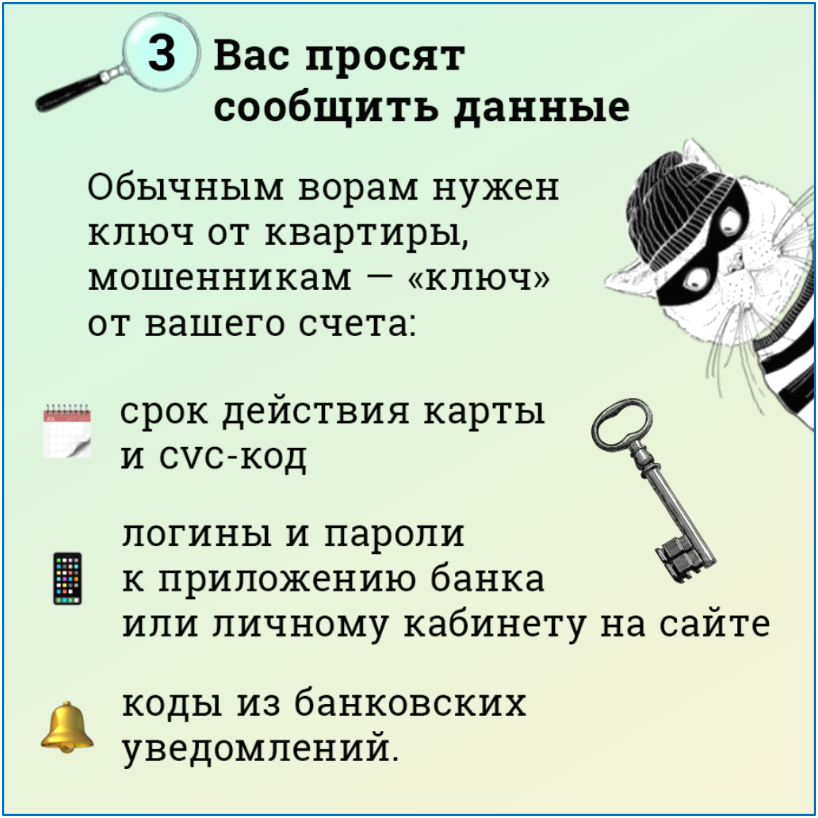 3
Вас просят
сообщить данные
Обычным ворам нужен
ключ от квартиры,
мошенникам — «ключ»
от вашего счета:
срок действия карты
и cvc-код
логины и пароли
к приложению банка
или личному кабинету на сайте
коды из банковских
уведомлений.